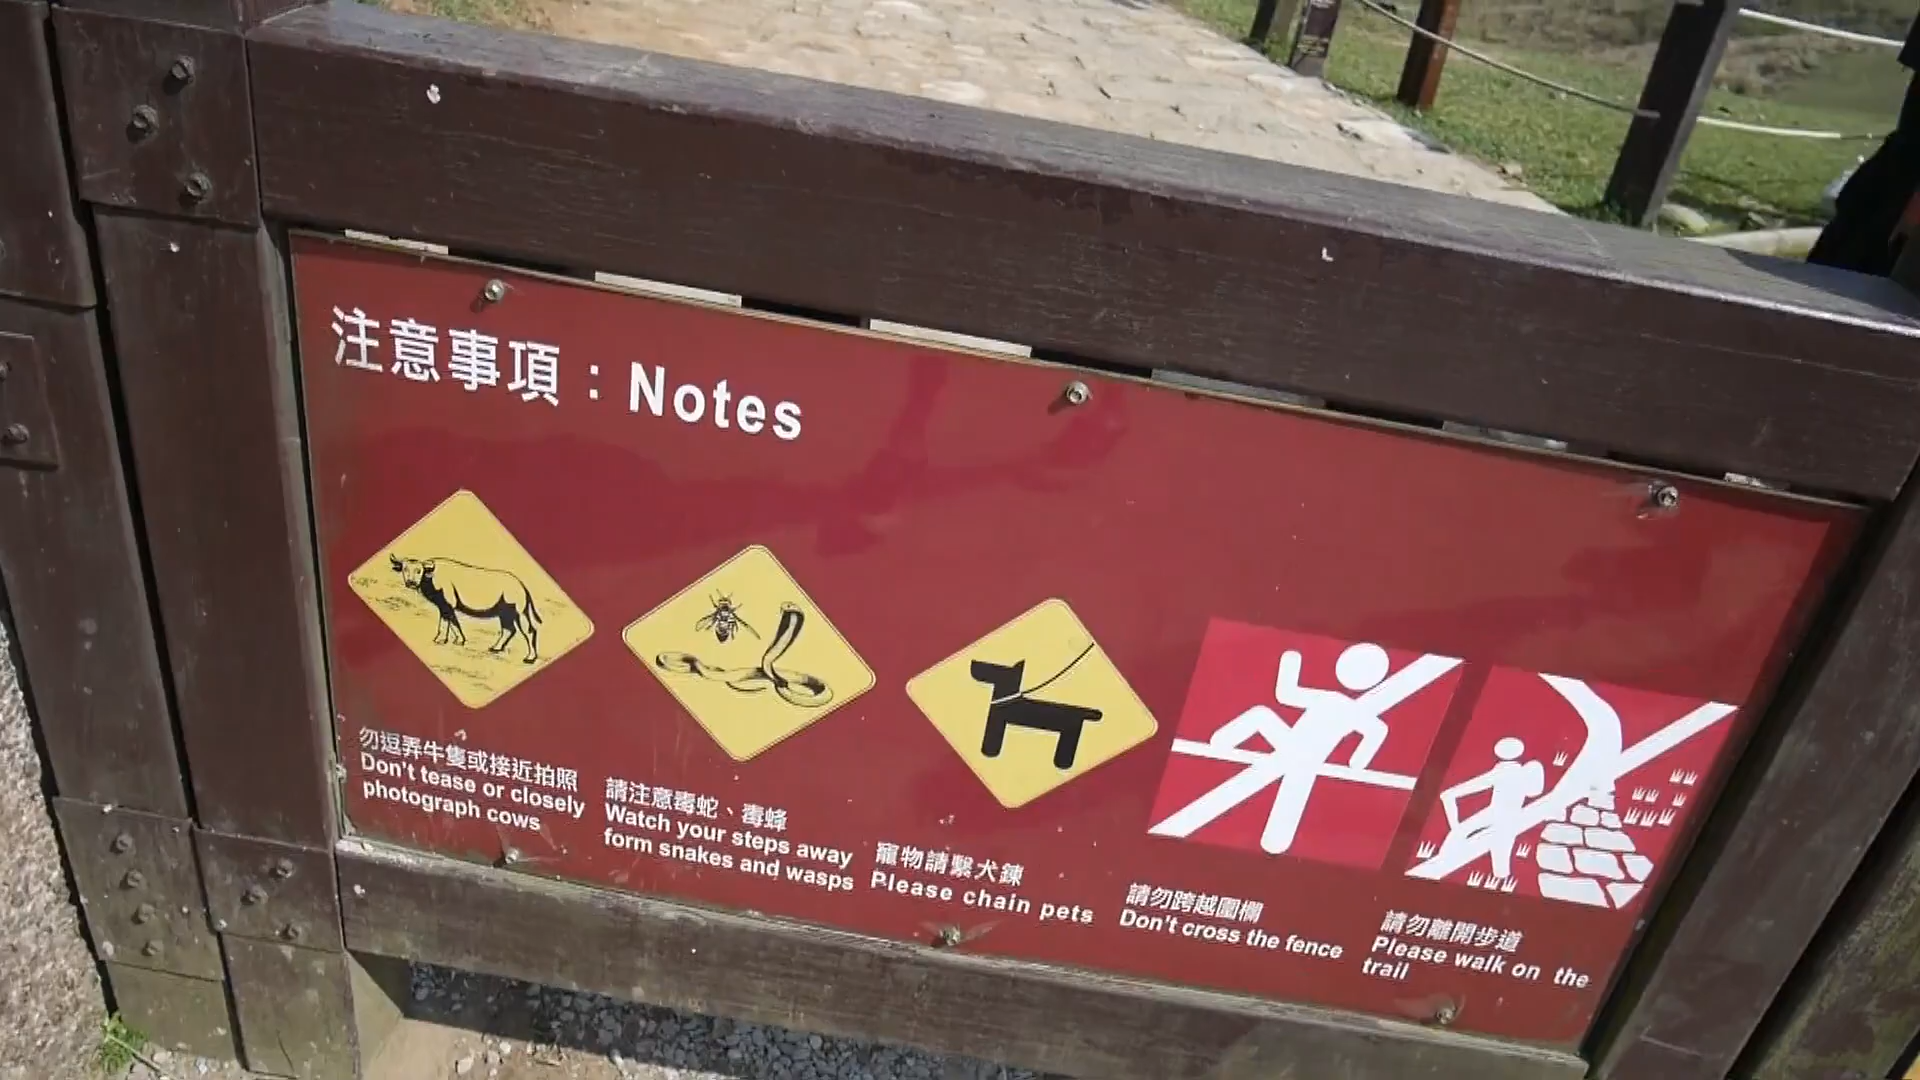 注意事項：Notes
勿逗弄牛隻或接近拍照
Don't tease or closely
photograph cows
請注意毒蛇、毒蜂
Watch your steps away
form snakes and wasps
寵物請繫犬鍊
Please chain pets
請勿跨越圍欄
Don't cross the fence
請勿離開步道
Please walk on the
trail